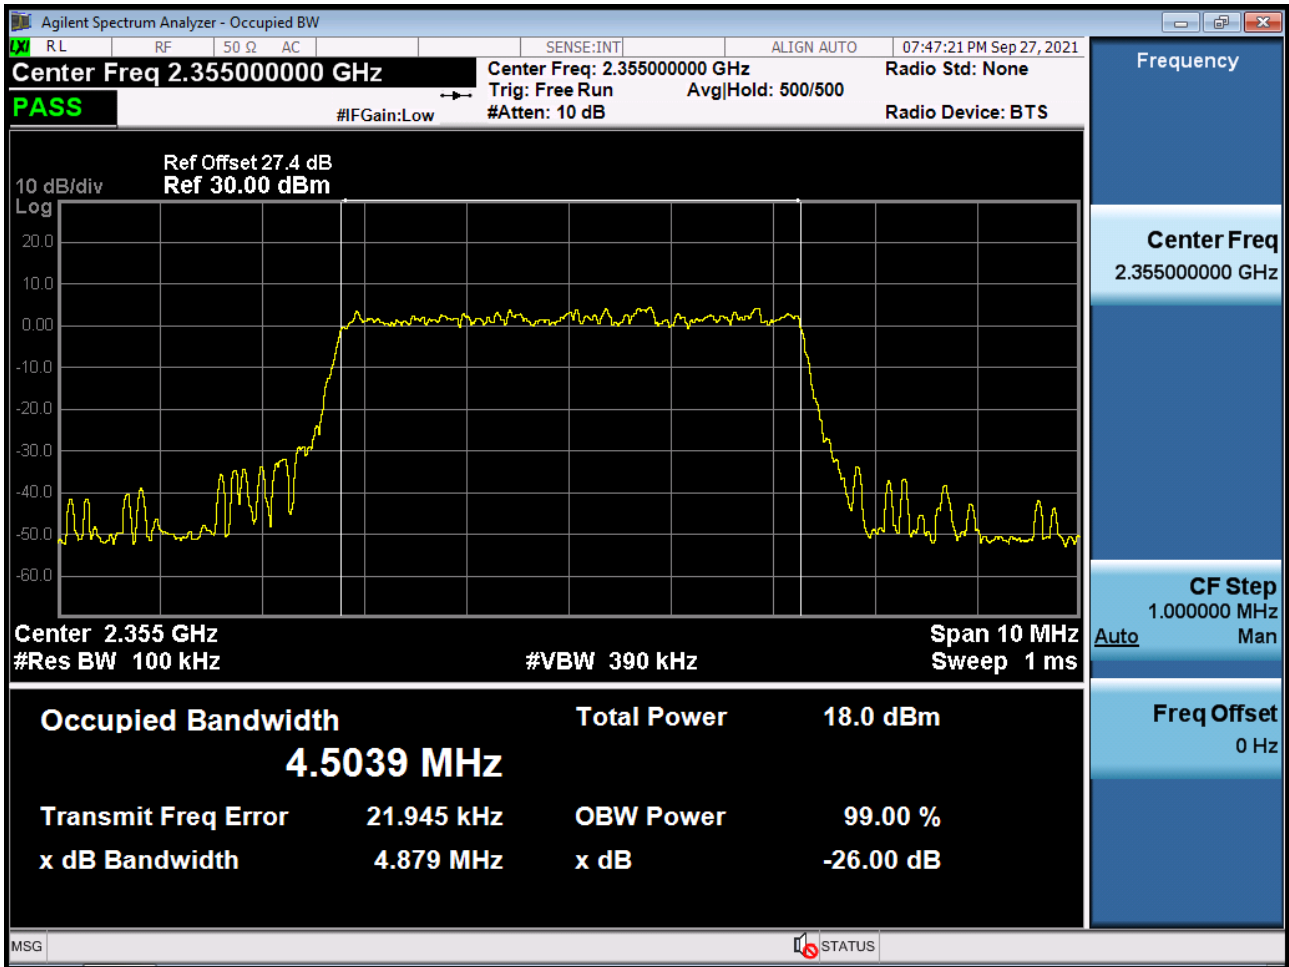 Agilent Spectrum Analyzer - Occupied BW
LXI RL RF 50 Ω AC SENSE:INT ALIGN AUTO 07:47:21 PM Sep 27, 2021
Center Freq 2.355000000 GHz
PASS
#IFGain:Low
Center Freq: 2.355000000 GHz
Trig: Free Run Avg|Hold: 500/500
#Atten: 10 dB
Radio Std: None
Radio Device: BTS
Ref Offset 27.4 dB
10 dB/div Ref 30.00 dBm
Log
20.0
10.0
0.00
-10.0
-20.0
-30.0
-40.0
-50.0
-60.0
Center 2.355 GHz Span 10 MHz
#Res BW 100 kHz #VBW 390 kHz Sweep 1 ms
Occupied Bandwidth Total Power 18.0 dBm
4.5039 MHz
Transmit Freq Error 21.945 kHz OBW Power 99.00 %
x dB Bandwidth 4.879 MHz x dB -26.00 dB
MSG STATUS
Frequency
Center Freq
2.355000000 GHz
CF Step
1.000000 MHz
Auto Man
Freq Offset
0 Hz